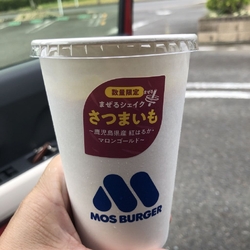 数量限定
まぜるシェイク
さつまいも
~鹿児島県産 紅はるか、
マロンゴールド~
MOS BURGER